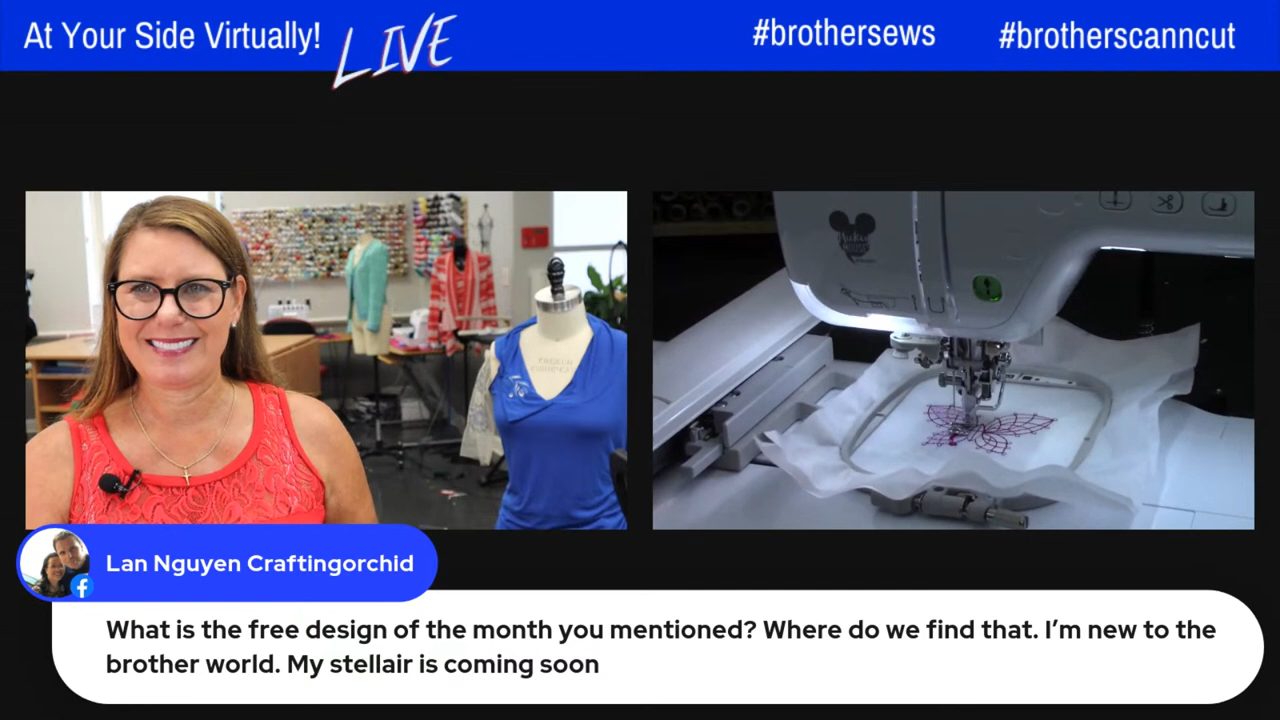 At Your Side Virtually!
LIVE
#brothersews
#brotherscanncut
Mickey
Lan Nguyen Craftingorchid
What is the free design of the month you mentioned? Where do we find that. I’m new to the
brother world. My stellair is coming soon